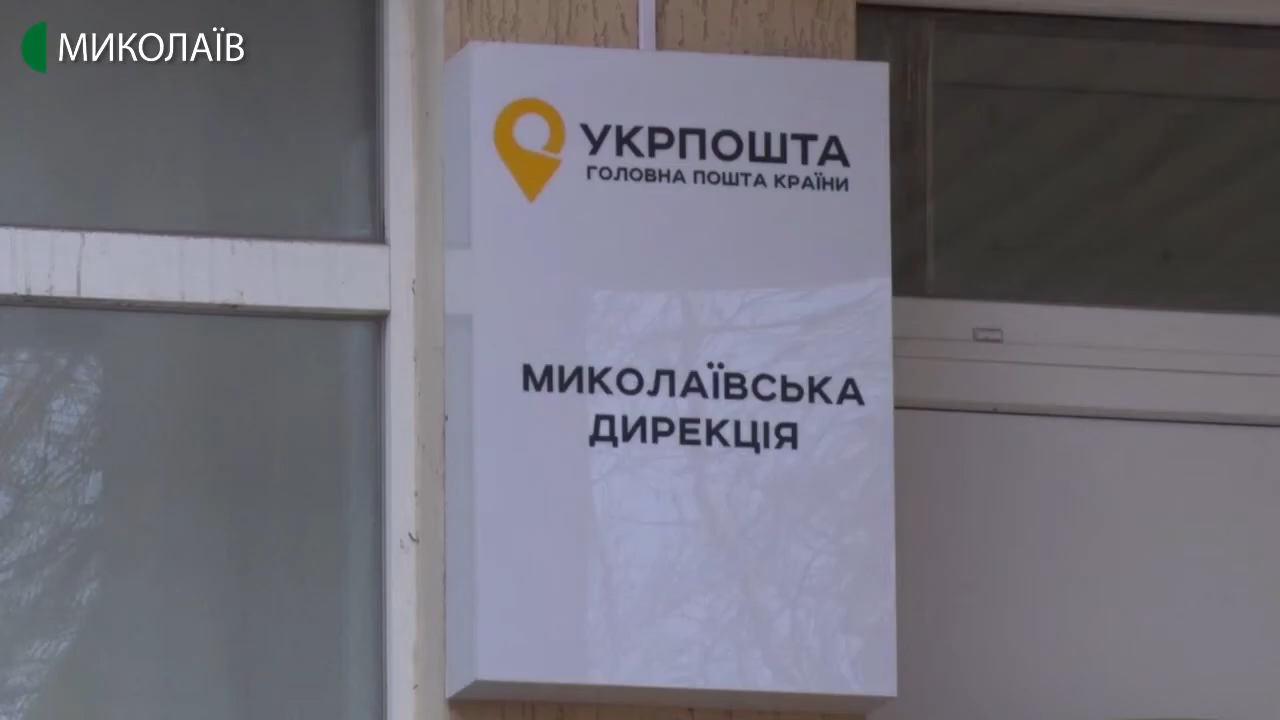 МИКОЛАЇВ
УКРПОШТА
ГОЛОВНА ПОШТА КРАЇНИ
МИКОЛАЇВСЬКА
ДИРЕКЦІЯ